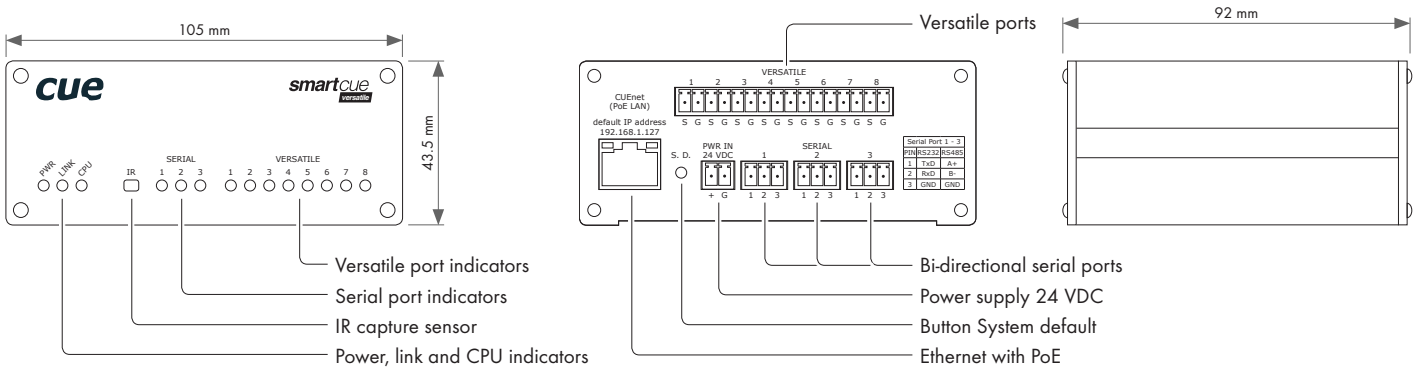 105 mm
cue
smartcue
versatile
43.5 mm
PWR
LINK
CPU
IR
SERIAL
1 2 3
VERSATILE
1 2 3 4 5 6 7 8
Versatile port indicators
Serial port indicators
IR capture sensor
Power, link and CPU indicators
Versatile ports
VERSATILE
1 2 3 4 5 6 7 8
S G S G S G S G S G S G S G S G
CUEnet
(PoE LAN)
default IP address
192.168.1.127
S. D.
PWR IN
24 VDC
+ G
SERIAL
1 2 3
1 2 3 1 2 3 1 2 3
Serial Port 1 - 3
PIN RS232 RS485
1 TxD A+
2 RxD B-
3 GND GND
Bi-directional serial ports
Power supply 24 VDC
Button System default
Ethernet with PoE
92 mm